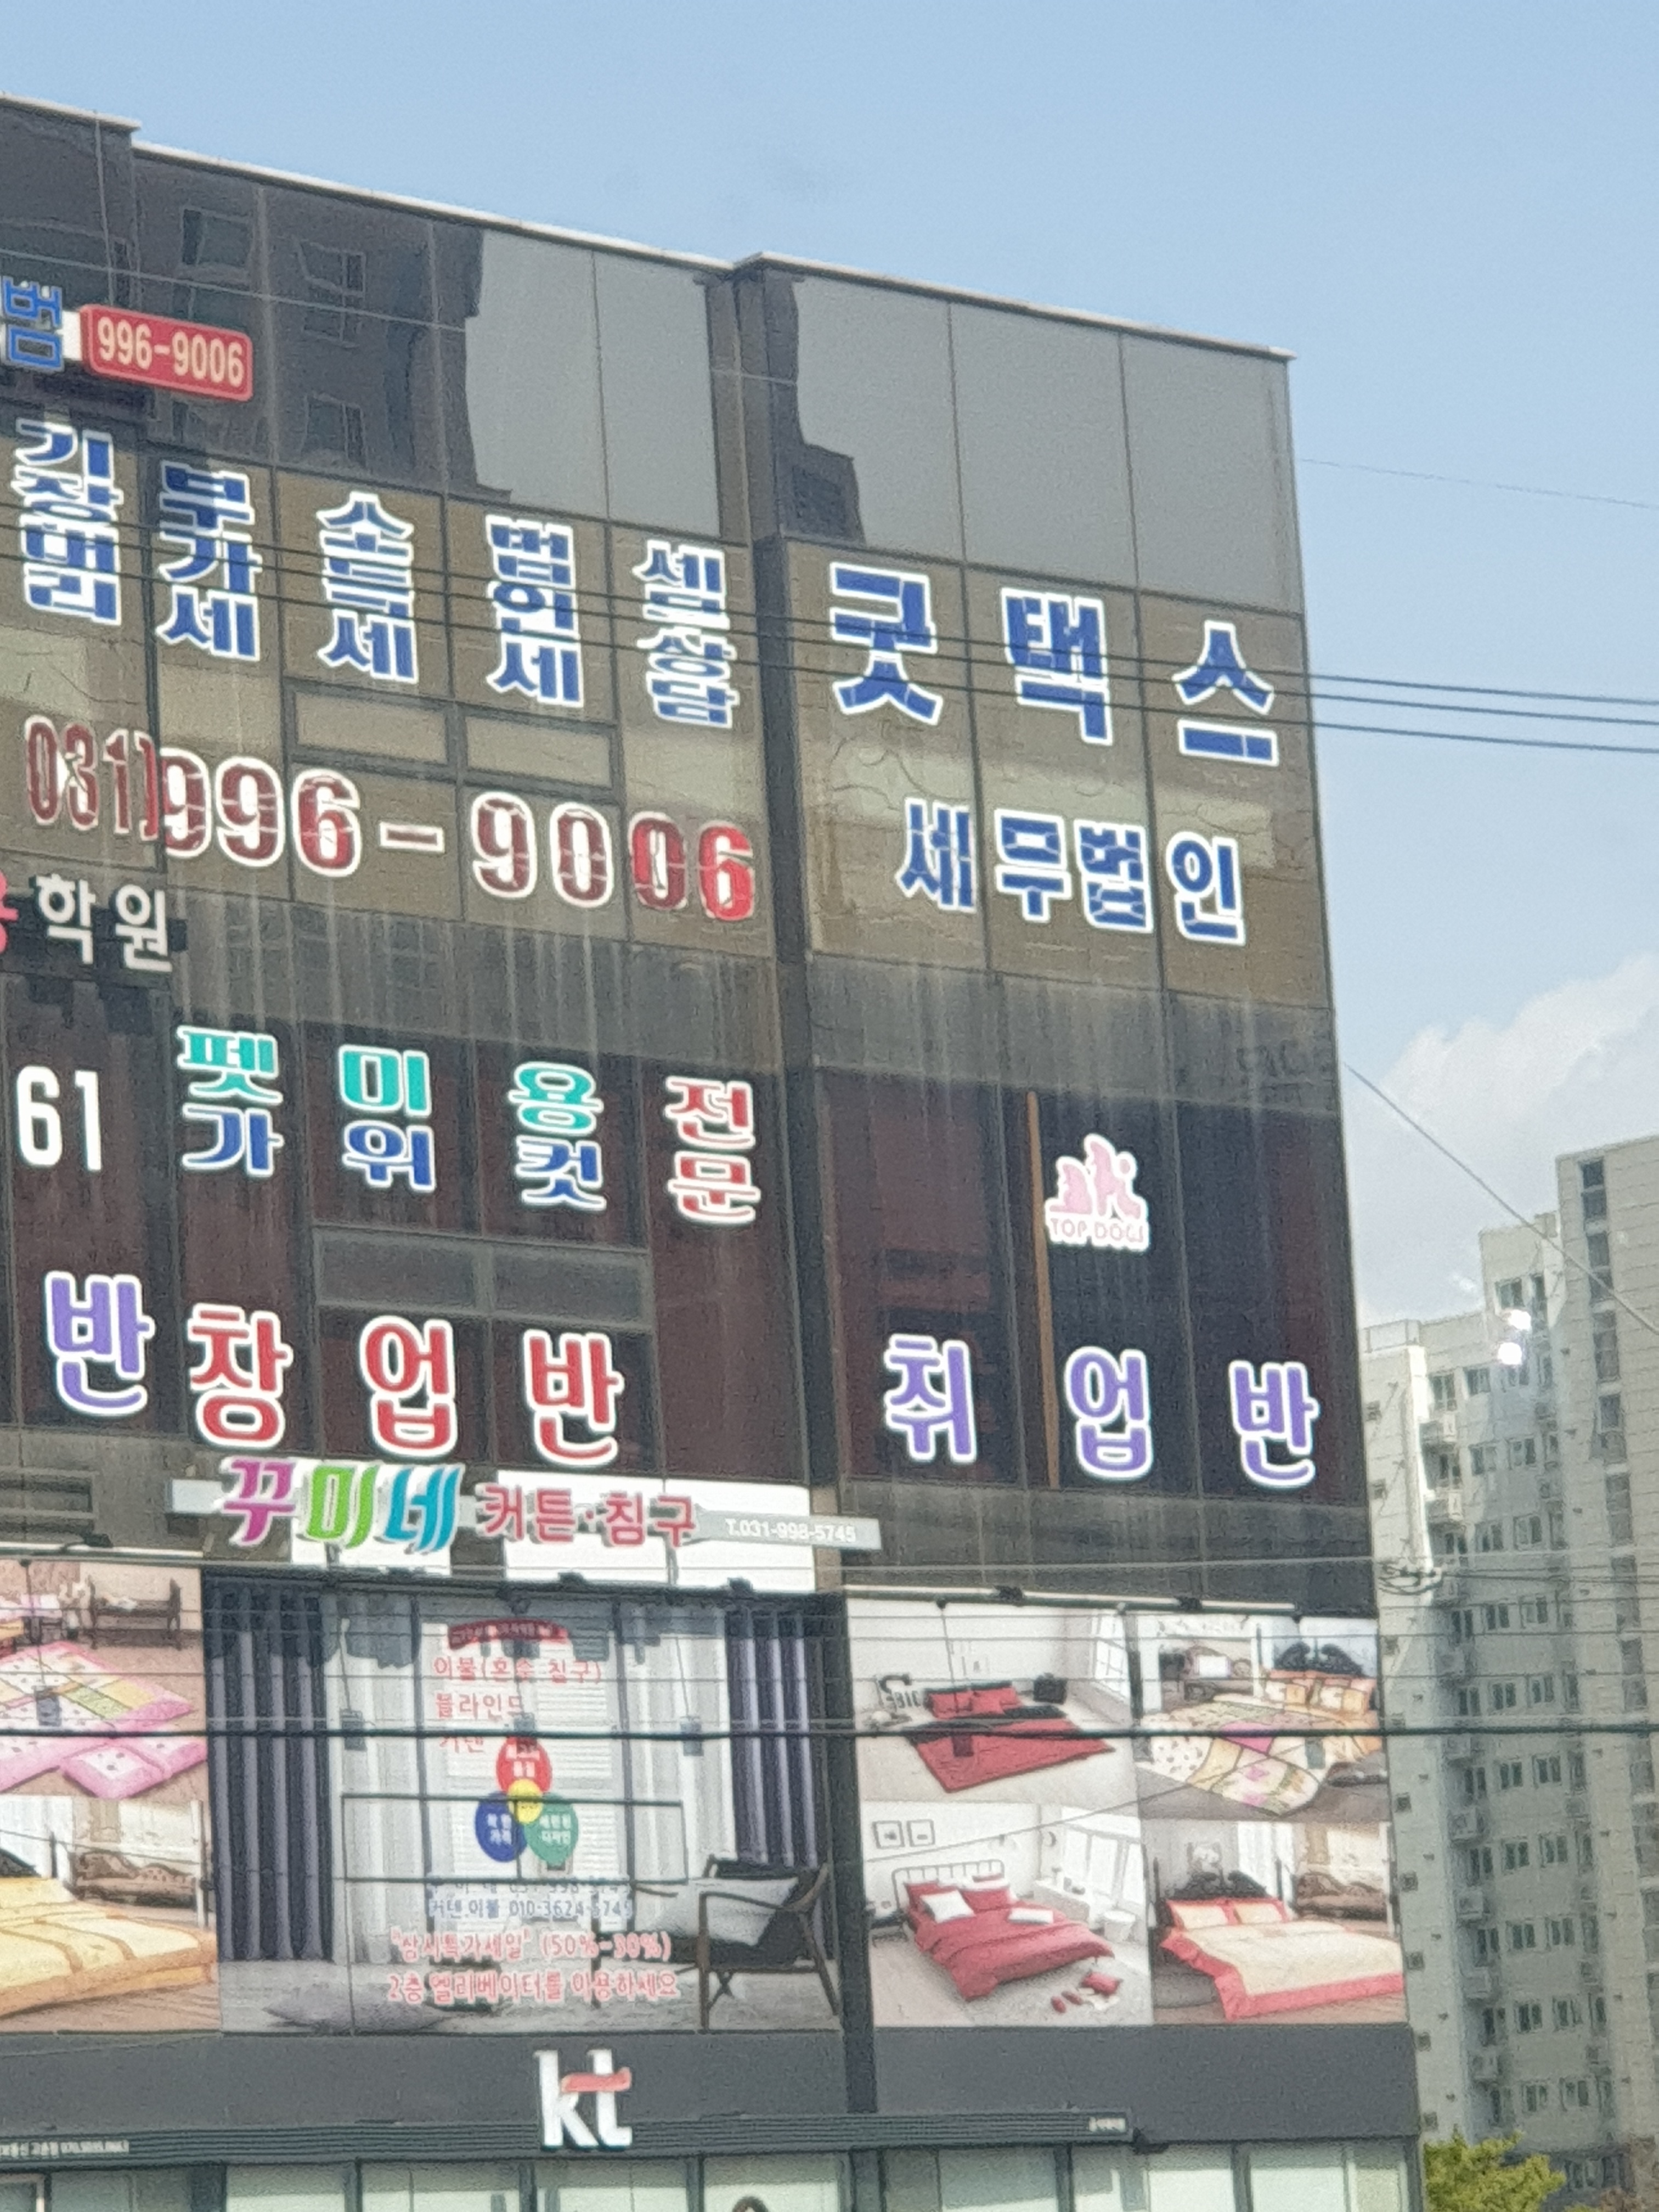 범 996-9006
기장대리 부가세 소득세 법인세 세무상담 굿택스
031)996-9006 세무법인
학원
61 펫 미 용 전
가 위 컷 문
TOP DOG
반 창업반 취업반
꾸미네 커튼·침구 T.031-998-5745
이불(혼숍 침구)
블라인드
커텐
커텐.이불 010-3624-5745
"상시특가세일" (50%-30%)
2층 엘리베이터를 이용하세요
kt